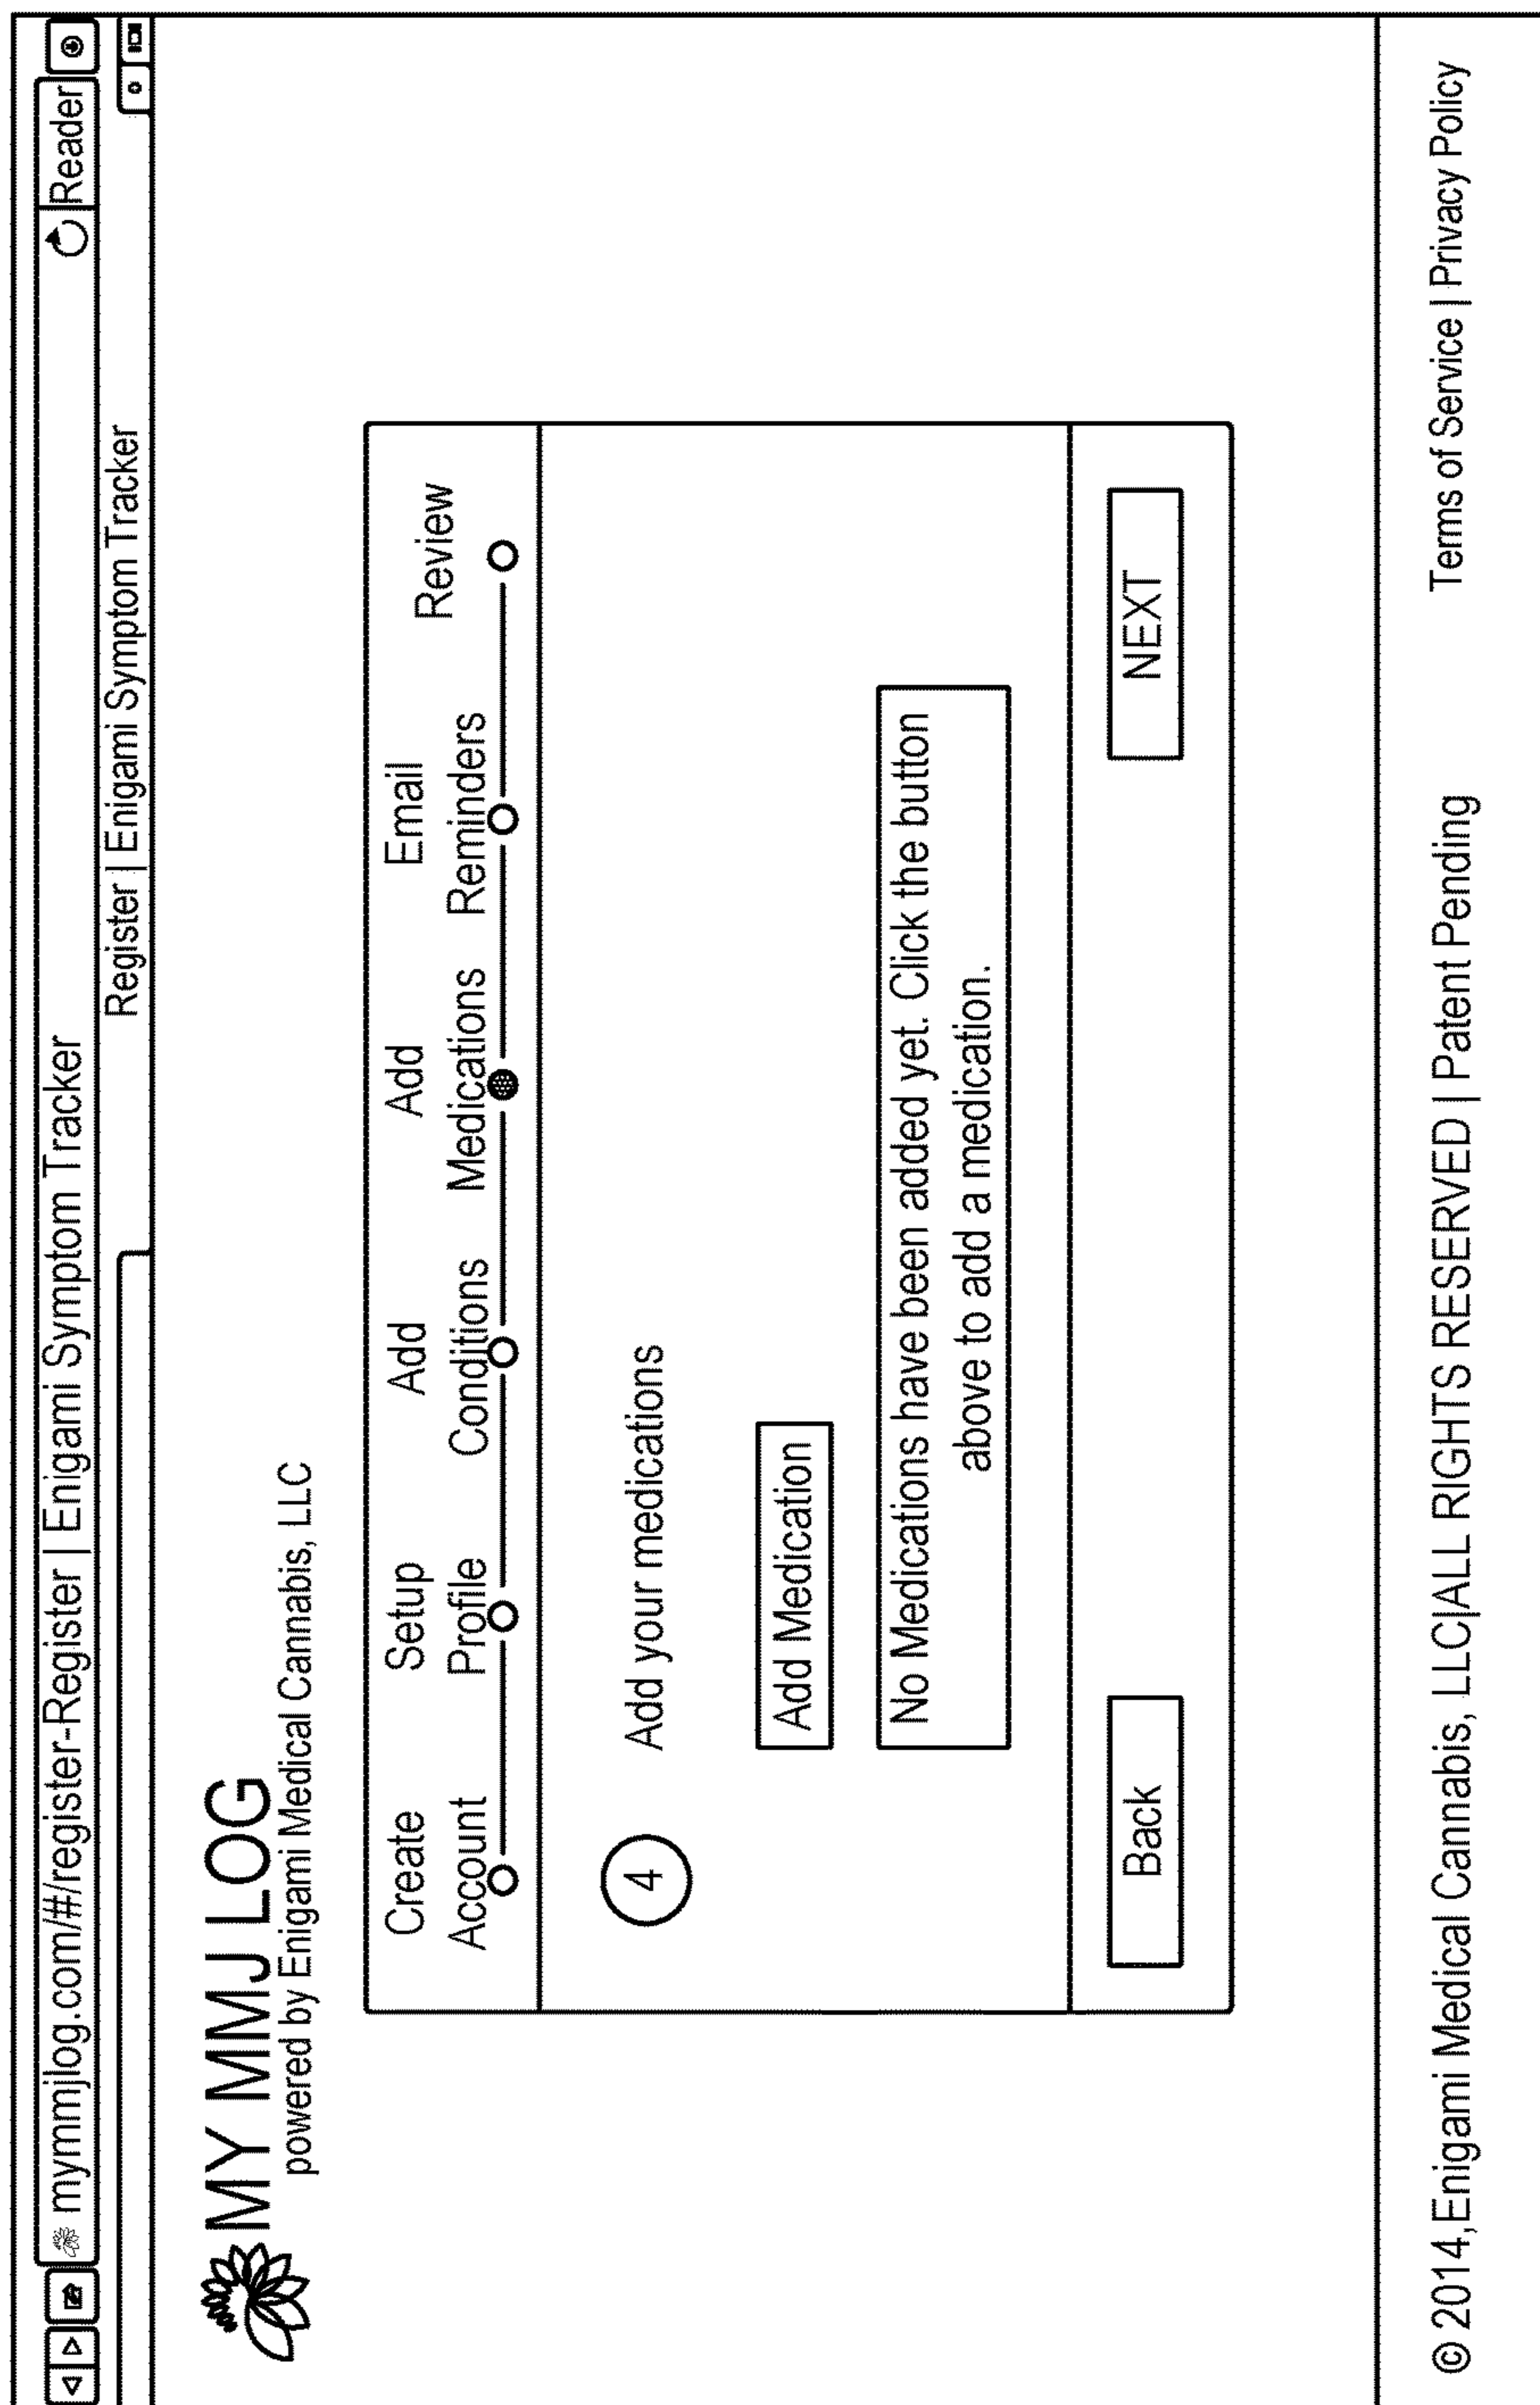 mymmjlog.com/#/register-Register | Enigami Symptom Tracker
Reader
Register | Enigami Symptom Tracker
MY MMJ LOG
powered by Enigami Medical Cannabis, LLC
Create Account
Setup Profile
Add Conditions
Add Medications
Email Reminders
Review
4
Add your medications
Add Medication
No Medications have been added yet. Click the button
above to add a medication.
Back
NEXT
© 2014,Enigami Medical Cannabis, LLC|ALL RIGHTS RESERVED | Patent Pending
Terms of Service | Privacy Policy